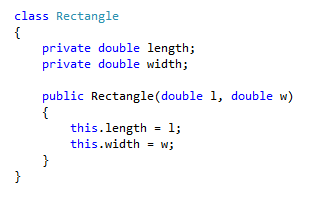 class Rectangle
{
    private double length;
    private double width;

    public Rectangle(double l, double w)
    {
        this.length = l;
        this.width = w;
    }
}